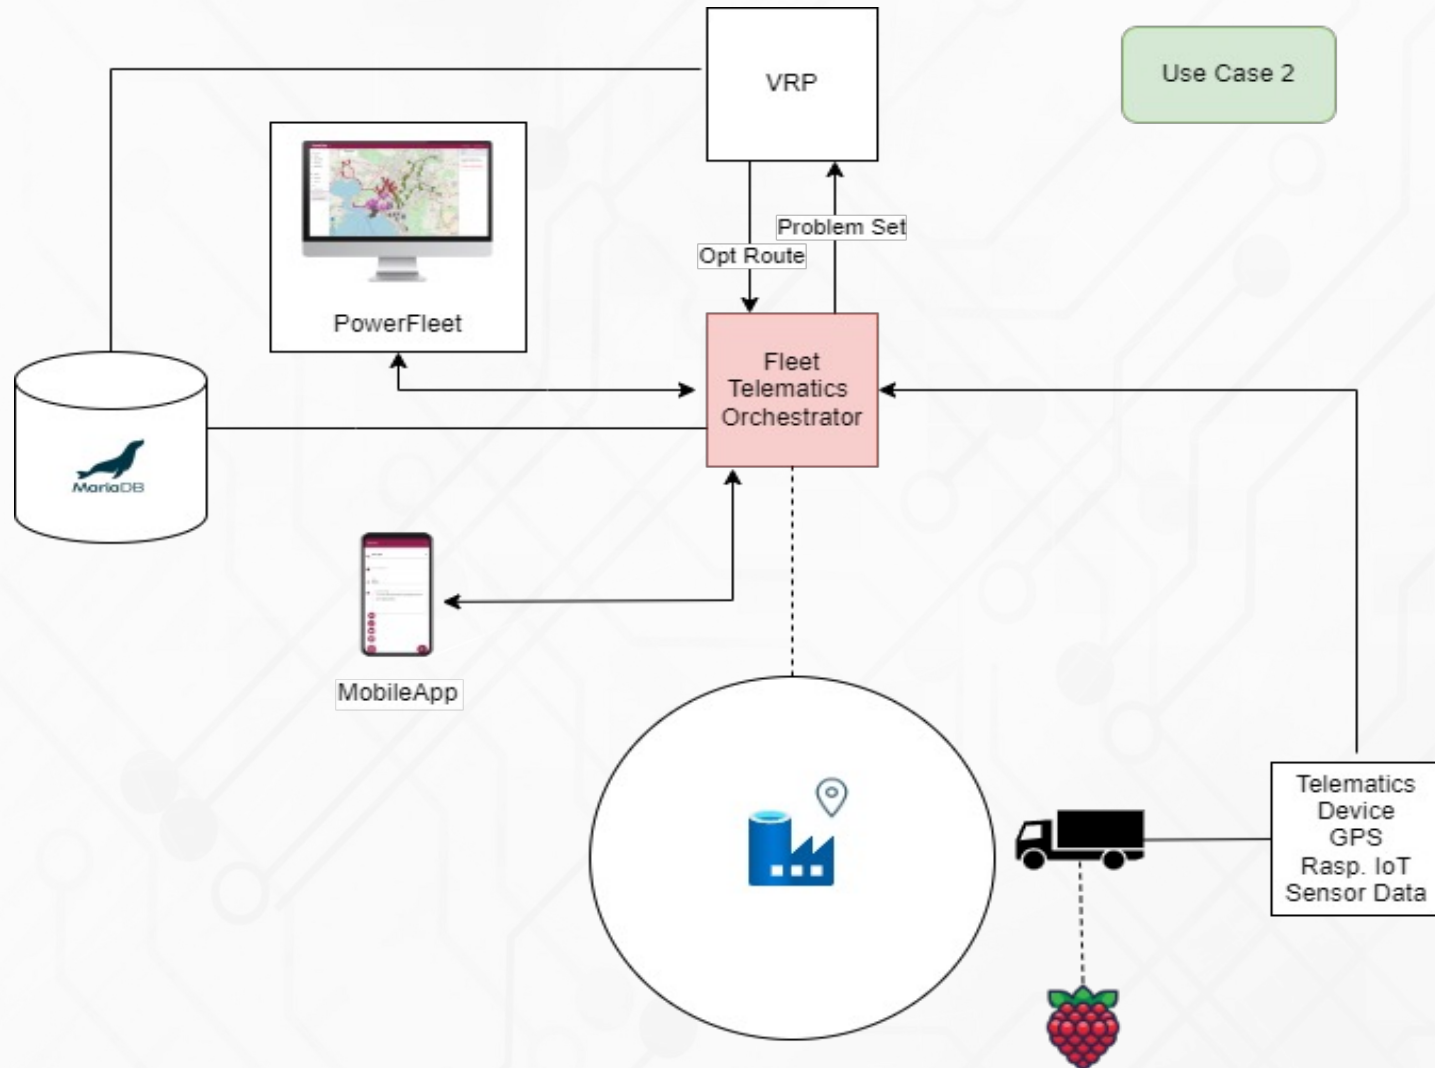 VRP
Use Case 2
Problem Set
Opt Route
PowerFleet
Fleet
Telematics
Orchestrator
MariaDB
MobileApp
Telematics
Device
GPS
Rasp. IoT
Sensor Data